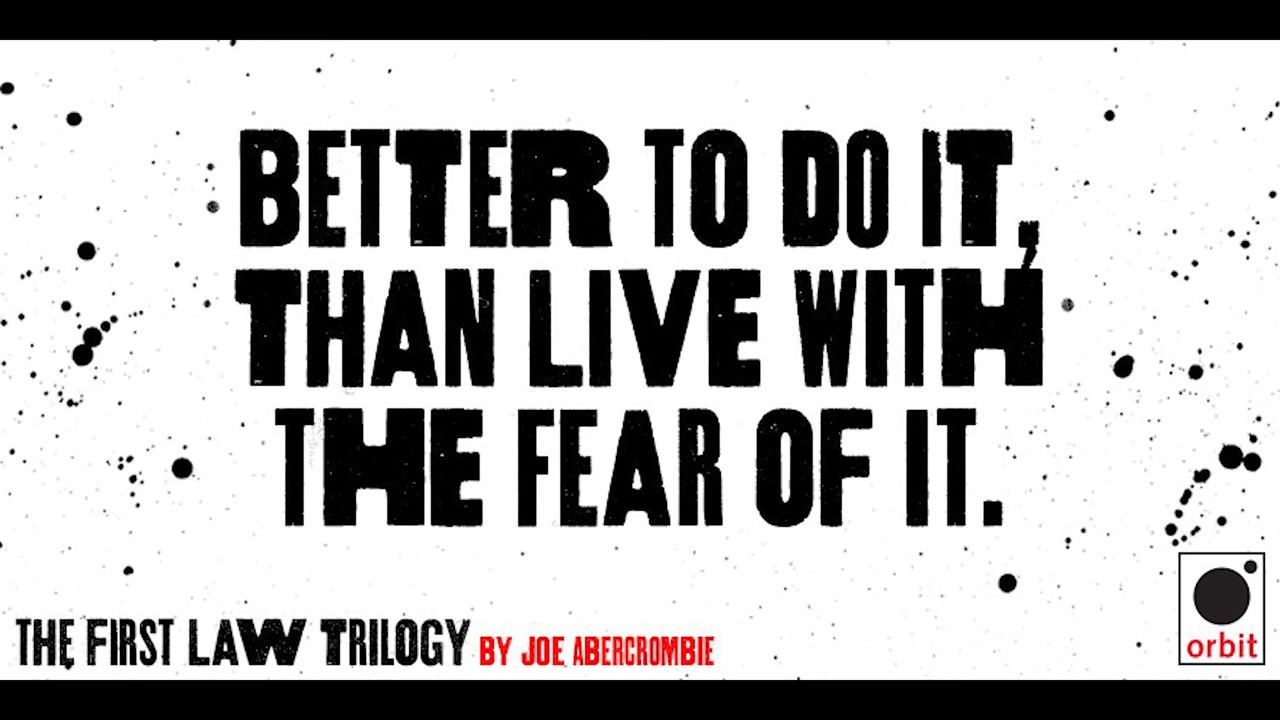 BETTER TO DO IT,
THAN LIVE WITH
THE FEAR OF IT.
THE FIRST LAW TRILOGY BY JOE ABERCROMBIE
orbit